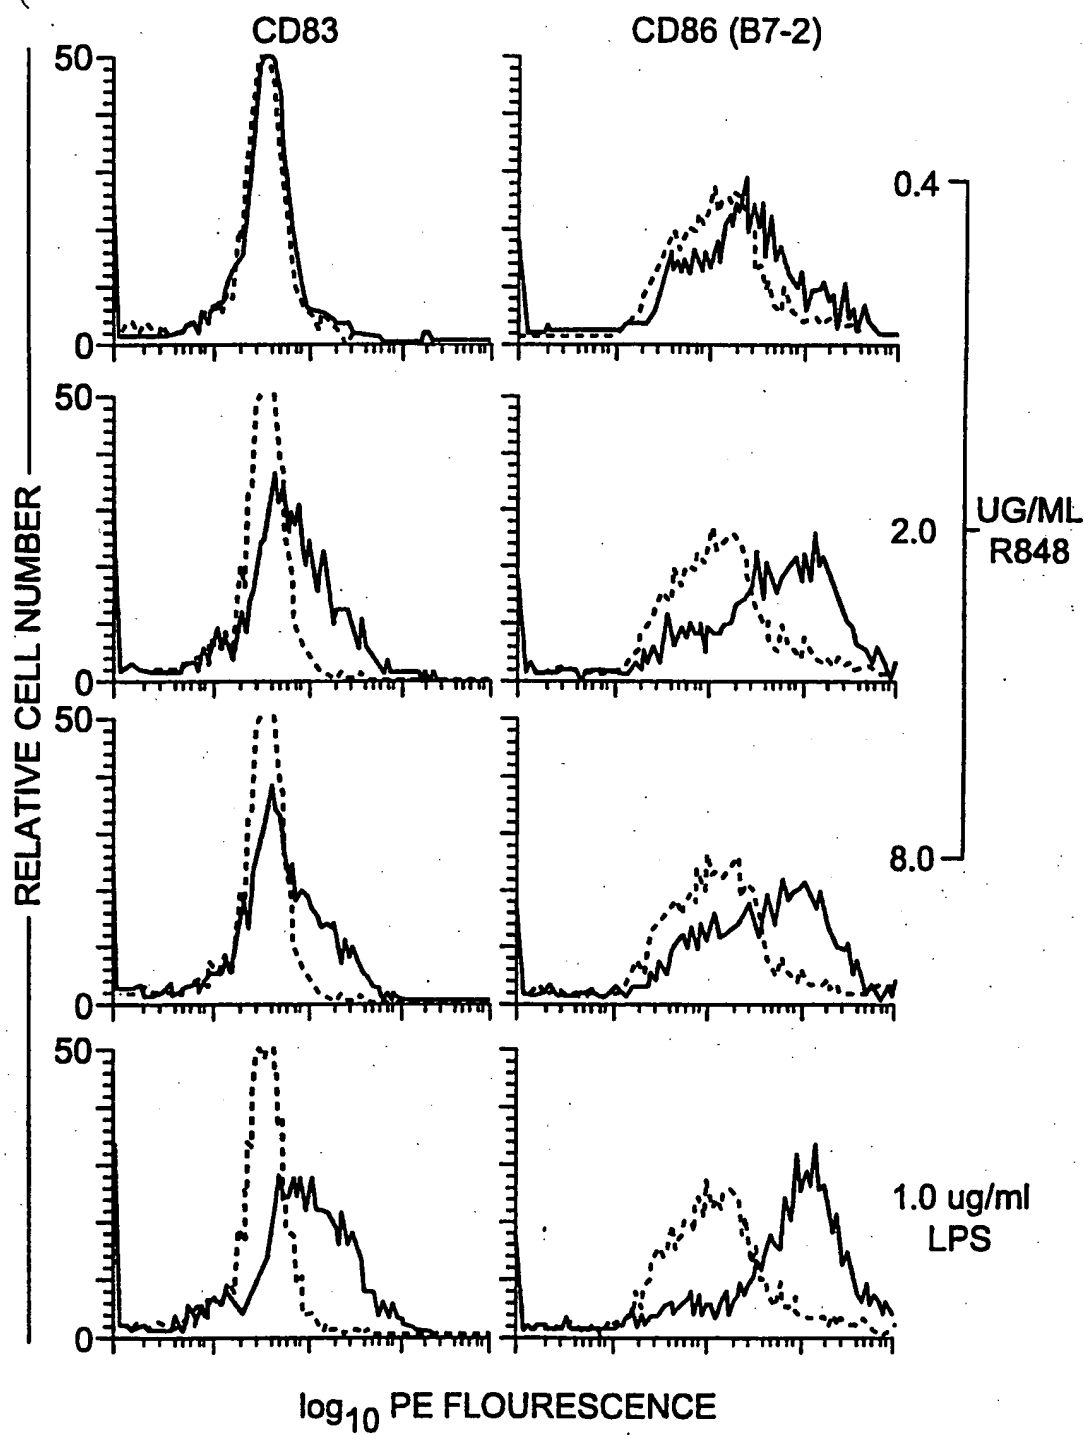 CD83
CD86 (B7-2)
50
0
50
0
50
0
50
0
RELATIVE CELL NUMBER
0.4
2.0
8.0
UG/ML
R848
1.0 ug/ml
LPS
log10 PE FLOURESCENCE